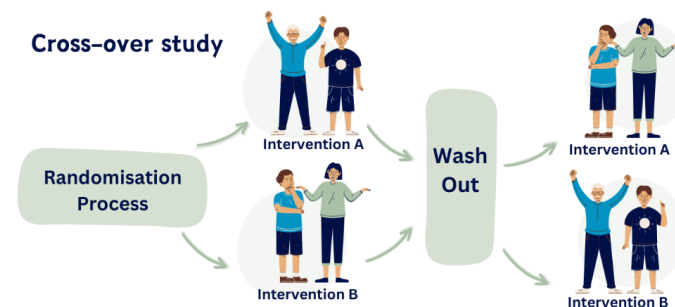 Cross-over study
Randomisation
Process
Intervention A
Intervention B
Wash
Out
Intervention A
Intervention B